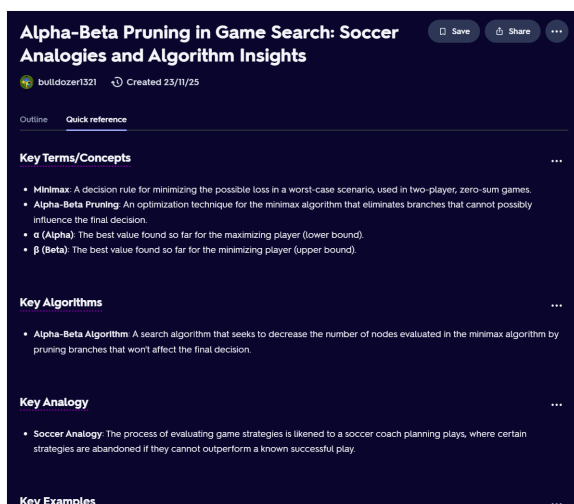 Alpha-Beta Pruning in Game Search: Soccer
Analogies and Algorithm Insights
Save
Share
bulldozer1321 Created 23/11/25
Outline Quick reference
Key Terms/Concepts
• Minimax: A decision rule for minimizing the possible loss in a worst-case scenario, used in two-player, zero-sum games.
• Alpha-Beta Pruning: An optimization technique for the minimax algorithm that eliminates branches that cannot possibly
influence the final decision.
• α (Alpha): The best value found so far for the maximizing player (lower bound).
• β (Beta): The best value found so far for the minimizing player (upper bound).
Key Algorithms
• Alpha-Beta Algorithm: A search algorithm that seeks to decrease the number of nodes evaluated in the minimax algorithm by
pruning branches that won't affect the final decision.
Key Analogy
• Soccer Analogy: The process of evaluating game strategies is likened to a soccer coach planning plays, where certain
strategies are abandoned if they cannot outperform a known successful play.
Key Examples